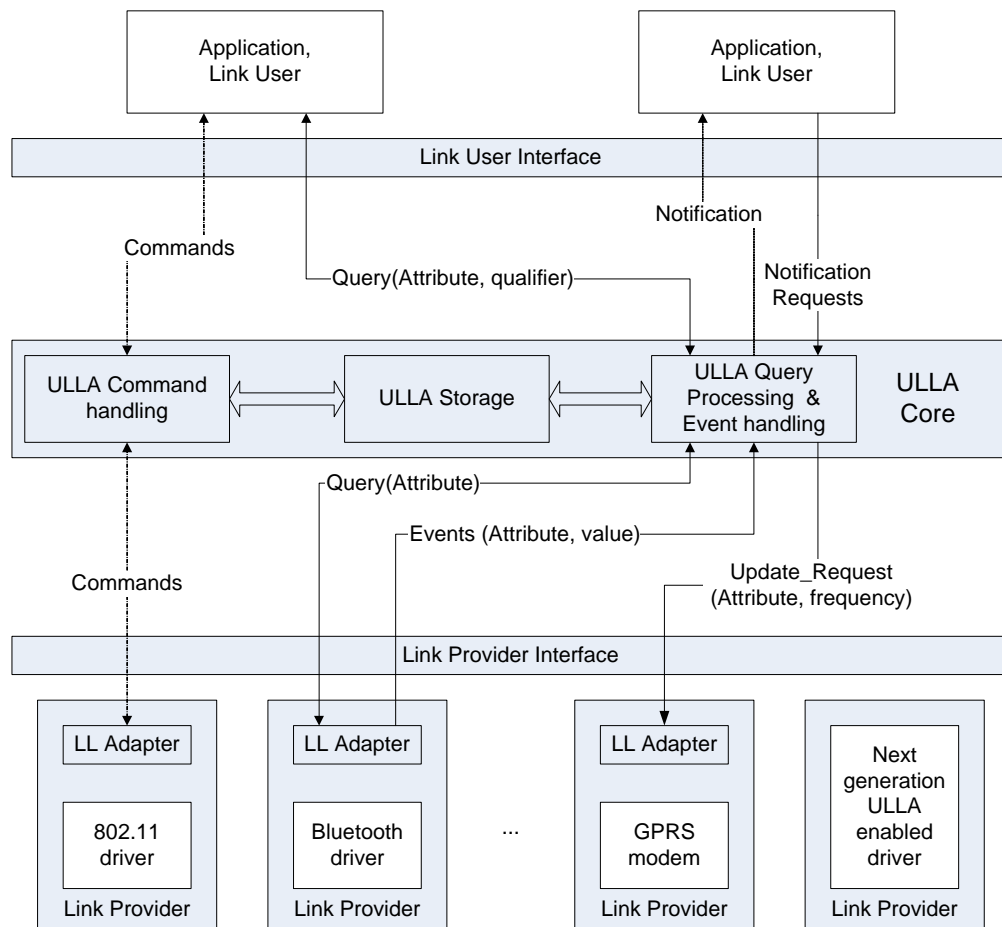 Application,
Link User
Application,
Link User
Link User Interface
Notification
Commands
Query(Attribute, qualifier)
Notification
Requests
ULLA Command
handling
ULLA Storage
ULLA Query
Processing &
Event handling
ULLA
Core
Query(Attribute)
Events (Attribute, value)
Commands
Update_Request
(Attribute, frequency)
Link Provider Interface
LL Adapter
LL Adapter
LL Adapter
Next
generation
ULLA
enabled
driver
802.11
driver
Bluetooth
driver
...
GPRS
modem
Link Provider
Link Provider
Link Provider
Link Provider